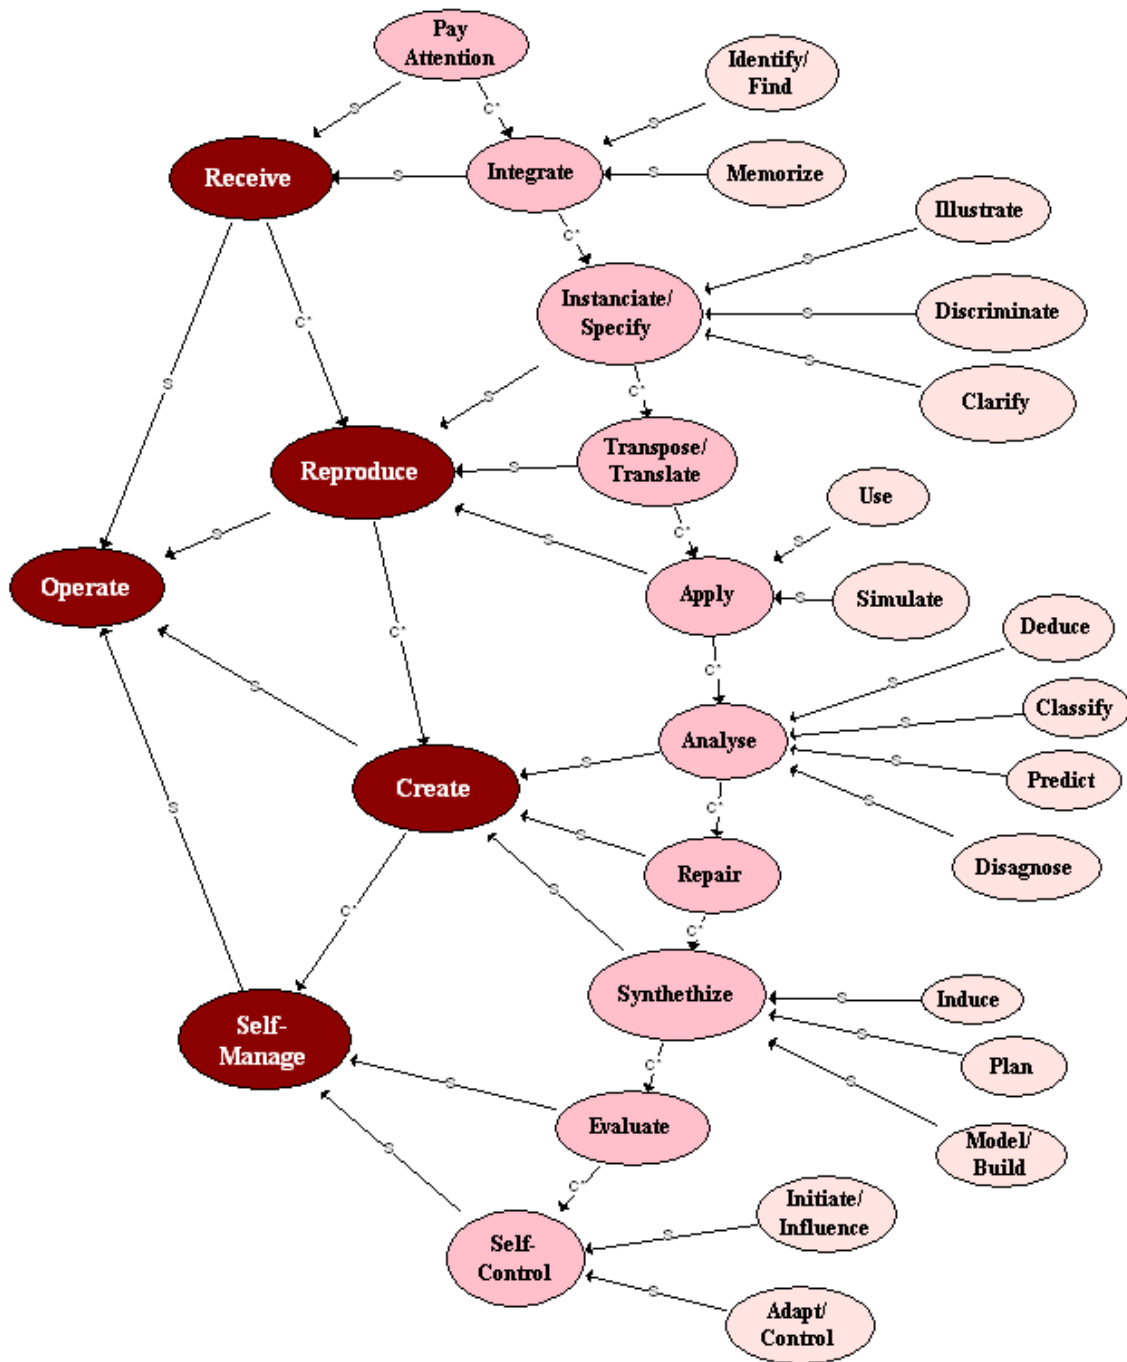 Pay
Attention
Identify/
Find
S
C*
S
Receive
S
Integrate
S
Memorize
Illustrate
C*
S
Instanciate/
Specify
S
Discriminate
C*
S
Clarify
S
S
C*
Reproduce
S
Transpose/
Translate
Use
S
S
C*
S
Operate
Apply
S
Simulate
Deduce
C*
C*
S
S
Classify
S
Analyse
S
S
Predict
Create
S
S
C*
S
Disagnose
S
Repair
S
C*
C*
Synthethize
S
Induce
Self-
Manage
S
Plan
C*
S
S
Evaluate
Model/
Build
S
C*
Initiate/
Influence
Self-
Control
S
S
Adapt/
Control